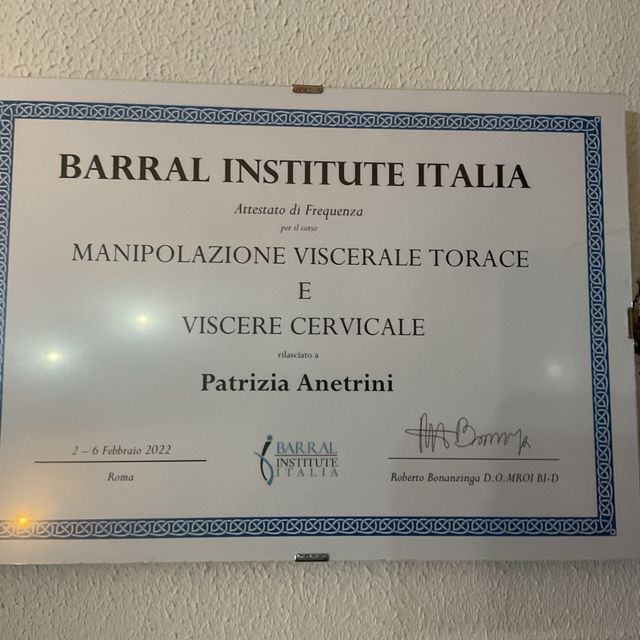 BARRAL INSTITUTE ITALIA
Attestato di Frequenza
per il corso
MANIPOLAZIONE VISCERALE TORACE
E
VISCERE CERVICALE
rilasciato a
Patrizia Anetrini
2 – 6 Febbraio 2022
Roma
BARRAL
INSTITUTE
ITALIA
Roberto Bonanzinga D.O.MROI BI-D